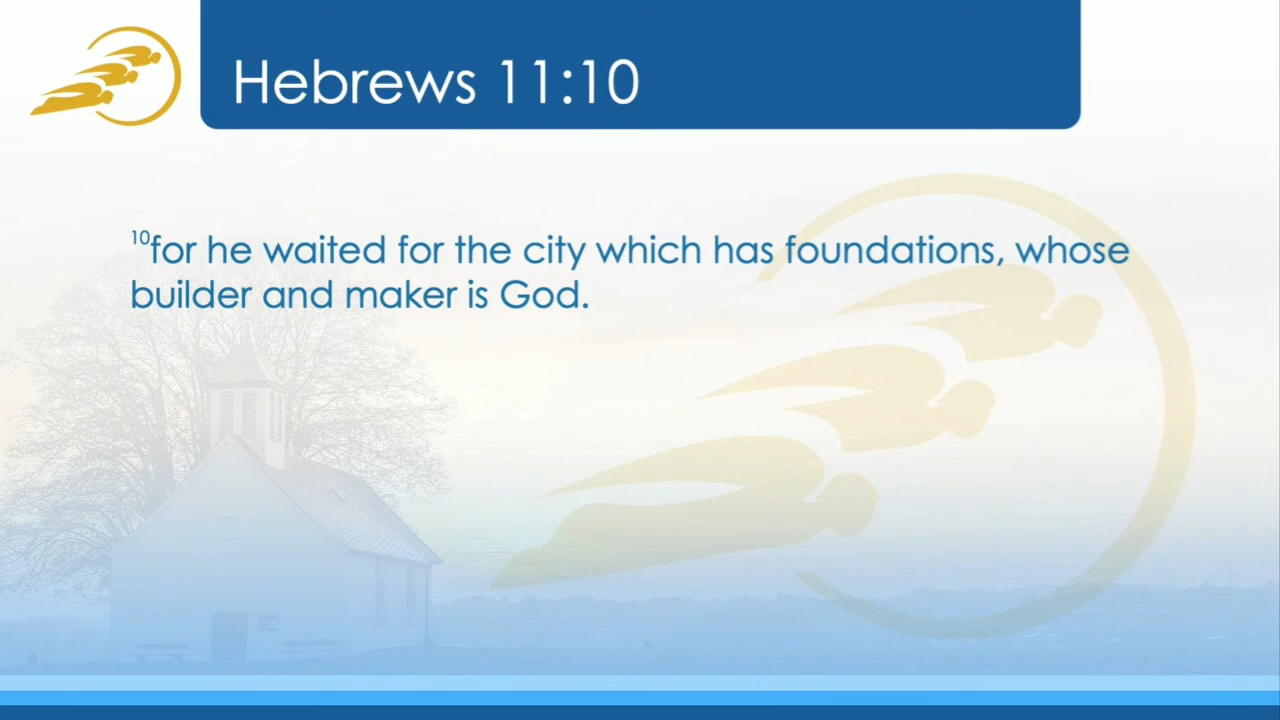 Hebrews 11:10
10for he waited for the city which has foundations, whose
builder and maker is God.